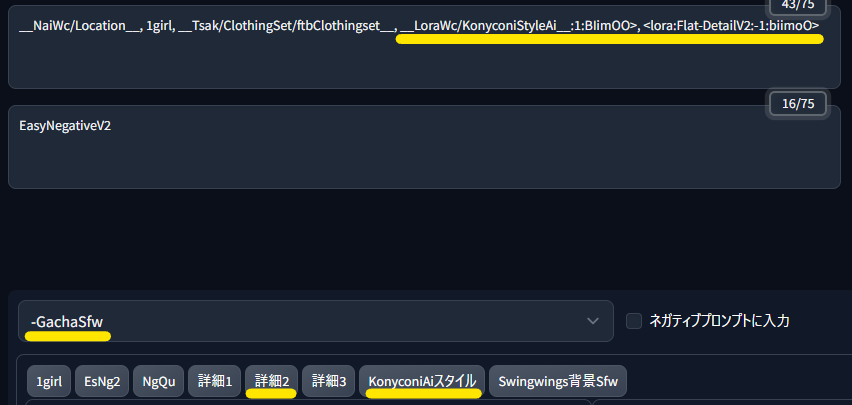 43/75
__NaiWc/Location__, 1girl, __Tsak/ClothingSet/ftbClothingset__, __LoraWc/KonyconiStyleAi__:1:BlimOO>, <lora:Flat-DetailV2:-1:biimoO>
16/75
EasyNegativeV2
-GachaSfw
ネガティブプロンプトに入力
1girl EsNg2 NgQu 詳細1 詳細2 詳細3 KonyconiAiスタイル Swingwings背景Sfw